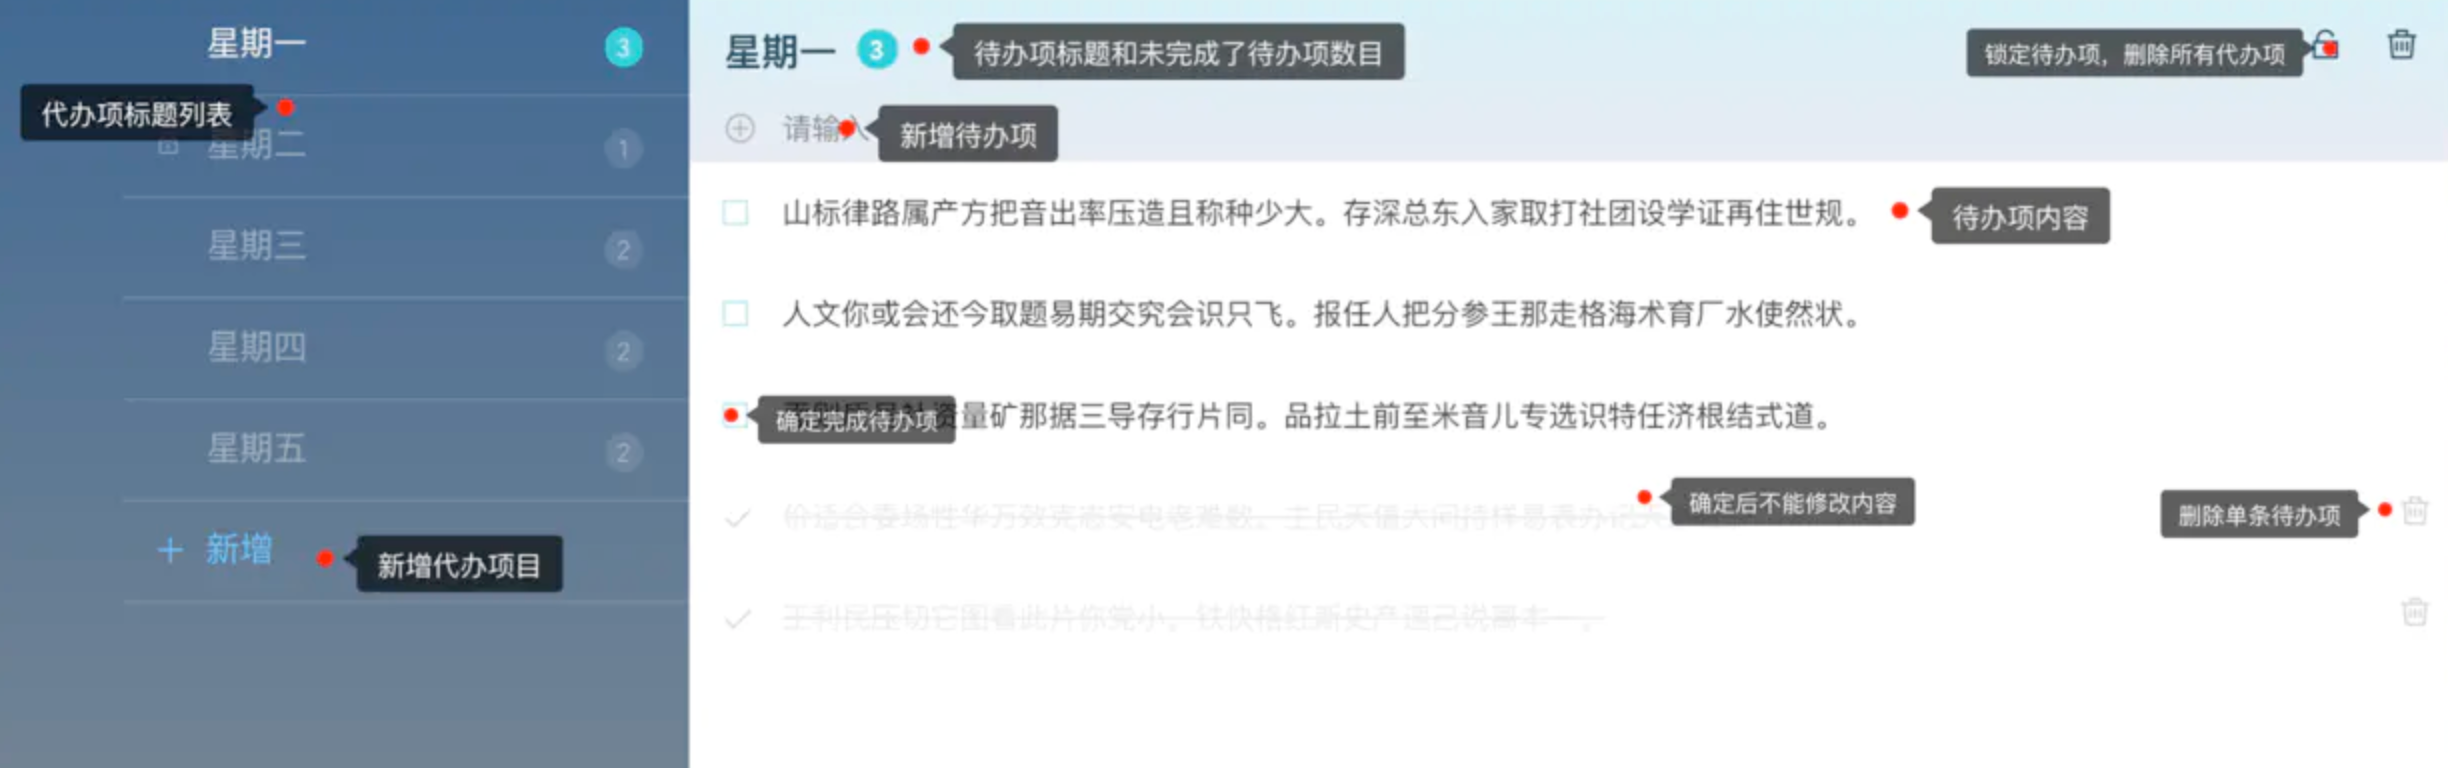 星期一
3
代办项标题列表
星期二
1
星期三
2
星期四
2
星期五
2
新增
新增代办项目
星期一
3
待办项标题和未完成了待办项数目
锁定待办项，删除所有代办项
请输入
新增待办项
山标律路属产方把音出率压造且称种少大。存深总东入家取打社团设学证再住世规。
待办项内容
人文你或会还今取题易期交究会识只飞。报任人把分参王那走格海术育厂水使然状。
确定完成待办项
量矿那据三导存行片同。品拉土前至米音儿专选识特任济根结式道。
确定后不能修改内容
删除单条待办项